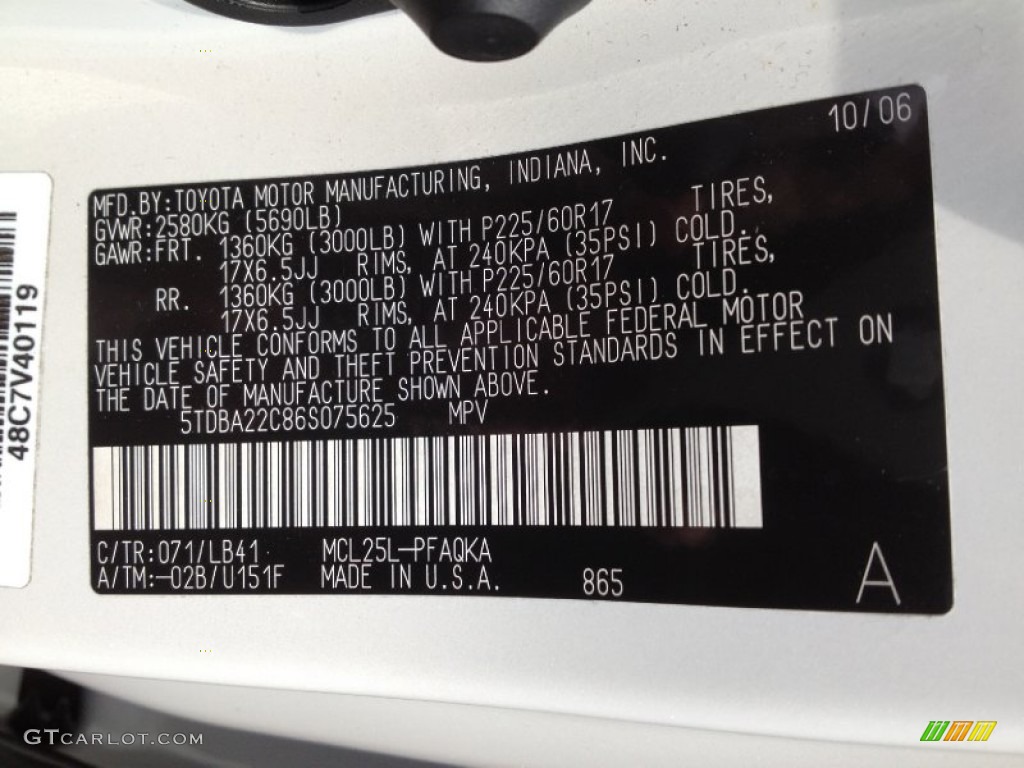 10/06
MFD.BY:TOYOTA MOTOR MANUFACTURING, INDIANA, INC.
GVWR:2580KG (5690LB)
GAWR:FRT. 1360KG (3000LB) WITH P225/60R17 TIRES,
17X6.5JJ RIMS, AT 240KPA (35PSI) COLD.
RR. 1360KG (3000LB) WITH P225/60R17 TIRES,
17X6.5JJ RIMS, AT 240KPA (35PSI) COLD.
THIS VEHICLE CONFORMS TO ALL APPLICABLE FEDERAL MOTOR
VEHICLE SAFETY AND THEFT PREVENTION STANDARDS IN EFFECT ON
THE DATE OF MANUFACTURE SHOWN ABOVE.
5TDBA22C86S075625 MPV
C/TR:071/LB41 MCL25L-PFAQKA
A/TM:-02B/U151F MADE IN U.S.A. 865 A
48C7V40119
GTCARLOT.COM